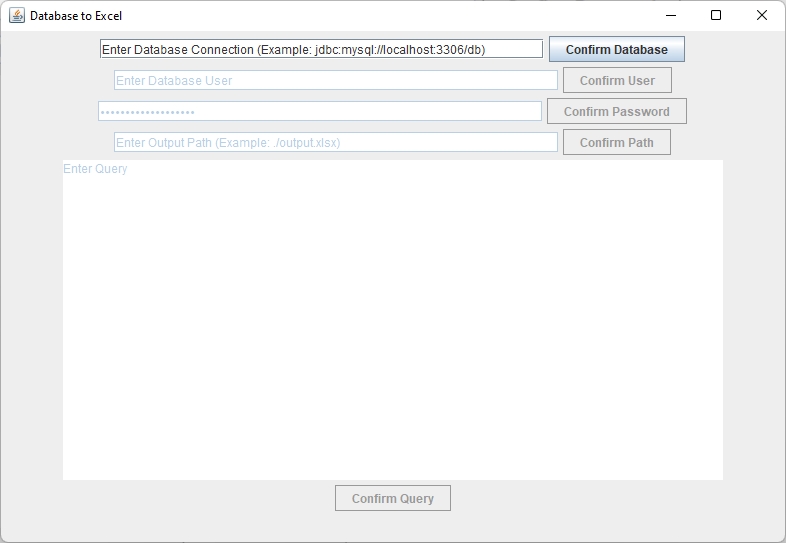 Database to Excel
Enter Database Connection (Example: jdbc:mysql://localhost:3306/db) Confirm Database
Enter Database User Confirm User
••••••••••••••••••• Confirm Password
Enter Output Path (Example: ./output.xlsx) Confirm Path
Enter Query
Confirm Query